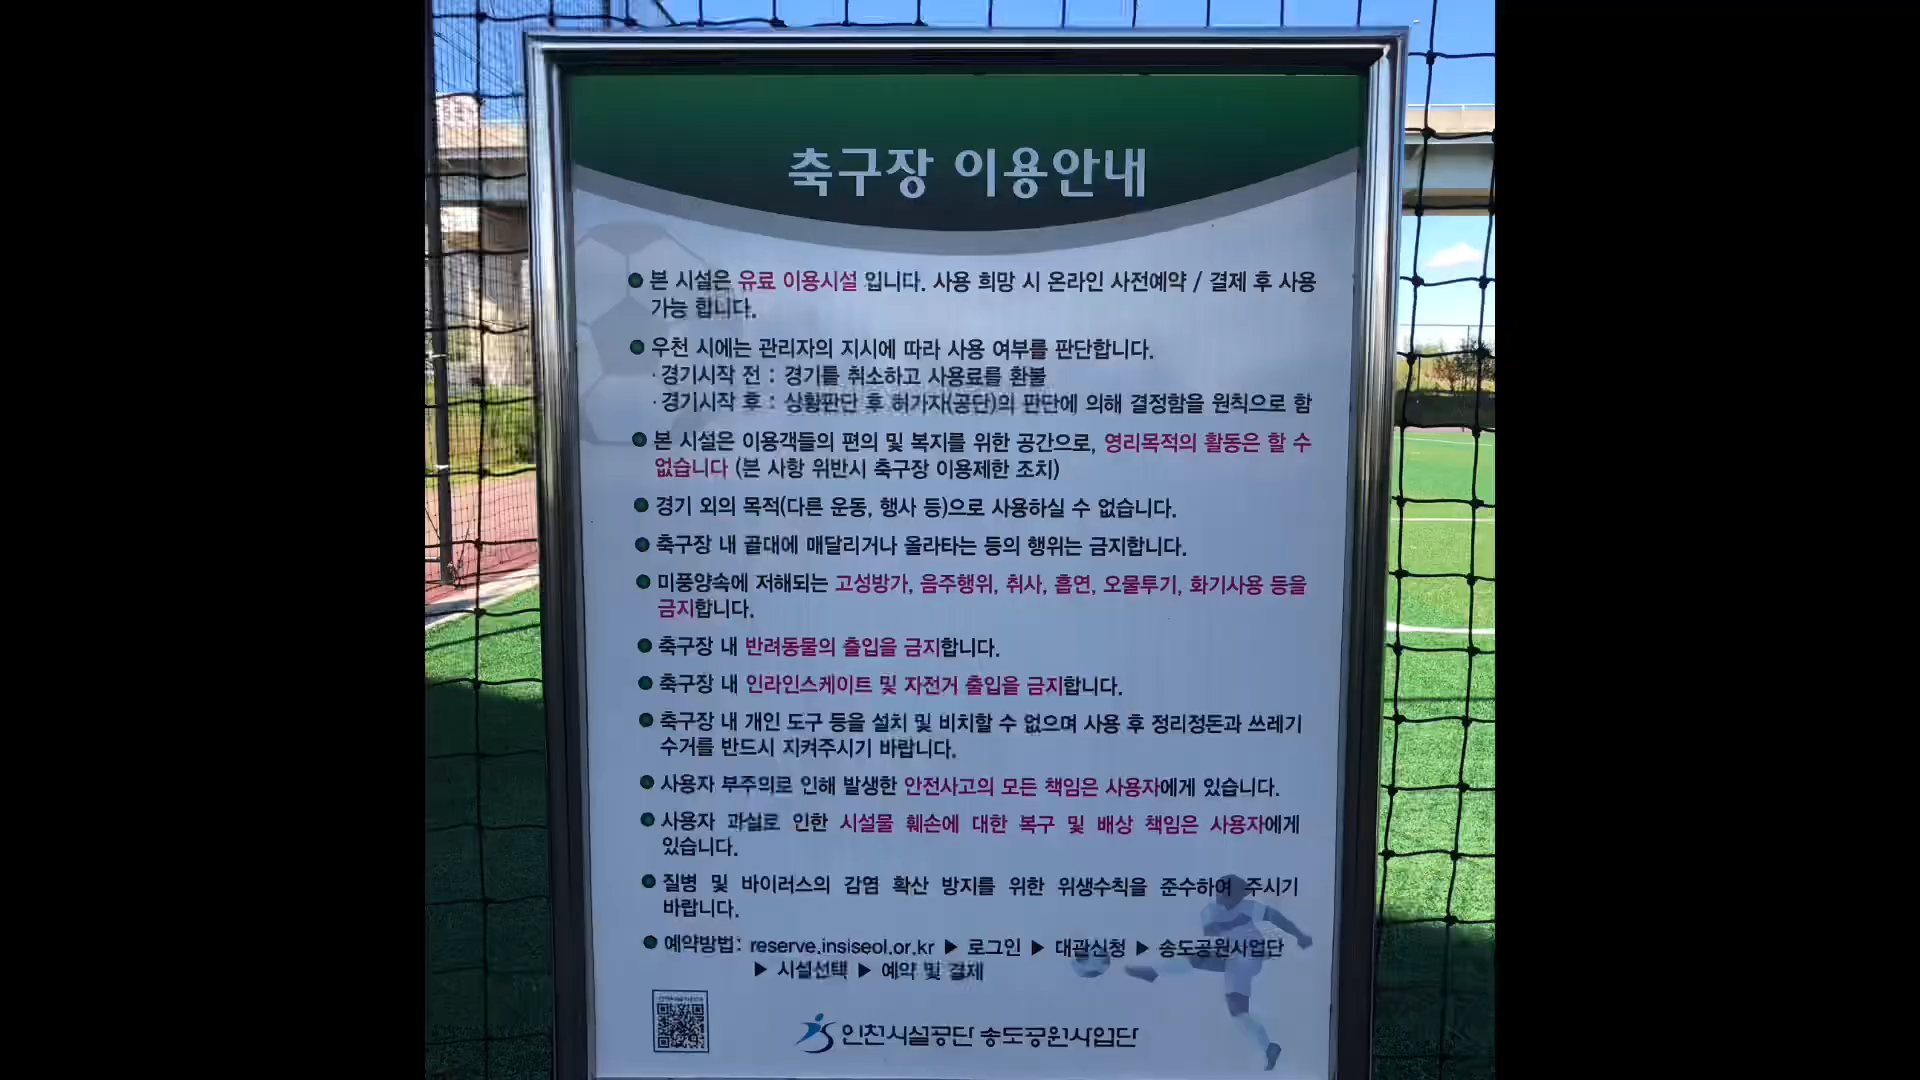 축구장 이용안내
● 본 시설은 유료 이용시설 입니다. 사용 희망 시 온라인 사전예약 / 결제 후 사용
가능 합니다.
● 우천 시에는 관리자의 지시에 따라 사용 여부를 판단합니다.
· 경기시작 전 : 경기를 취소하고 사용료를 환불
· 경기시작 후 : 상황판단 후 허가자(공단)의 판단에 의해 결정함을 원칙으로 함
● 본 시설은 이용객들의 편의 및 복지를 위한 공간으로, 영리목적의 활동은 할 수
없습니다 (본 사항 위반시 축구장 이용제한 조치)
● 경기 외의 목적(다른 운동, 행사 등)으로 사용하실 수 없습니다.
● 축구장 내 골대에 매달리거나 올라타는 등의 행위는 금지합니다.
● 미풍양속에 저해되는 고성방가, 음주행위, 취사, 흡연, 오물투기, 화기사용 등을
금지합니다.
● 축구장 내 반려동물의 출입을 금지합니다.
● 축구장 내 인라인스케이트 및 자전거 출입을 금지합니다.
● 축구장 내 개인 도구 등을 설치 및 비치할 수 없으며 사용 후 정리정돈과 쓰레기
수거를 반드시 지켜주시기 바랍니다.
● 사용자 부주의로 인해 발생한 안전사고의 모든 책임은 사용자에게 있습니다.
● 사용자 과실로 인한 시설물 훼손에 대한 복구 및 배상 책임은 사용자에게
있습니다.
● 질병 및 바이러스의 감염 확산 방지를 위한 위생수칙을 준수하여 주시기
바랍니다.
● 예약방법: reserve.insiseol.or.kr ▶ 로그인 ▶ 대관신청 ▶ 송도공원사업단
▶ 시설선택 ▶ 예약 및 결제
인천시설공단 송도공원사업단